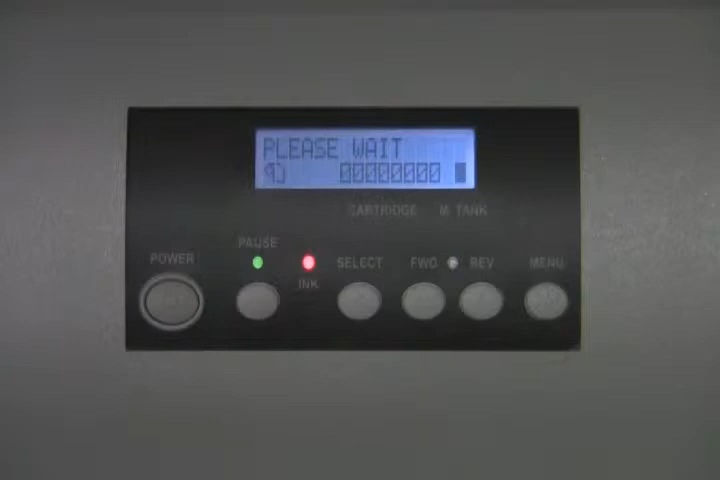 PLEASE WAIT
00000000
CARTRIDGE M TANK
POWER
PAUSE
INK
SELECT
FWD
REV
MENU